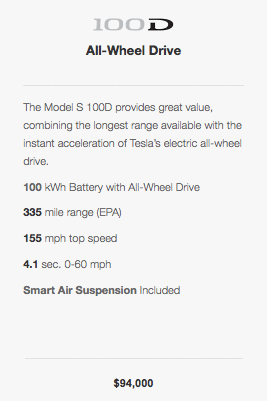 100D
All-Wheel Drive
The Model S 100D provides great value,
combining the longest range available with the
instant acceleration of Tesla's electric all-wheel
drive.
100 kWh Battery with All-Wheel Drive
335 mile range (EPA)
155 mph top speed
4.1 sec. 0-60 mph
Smart Air Suspension Included
$94,000